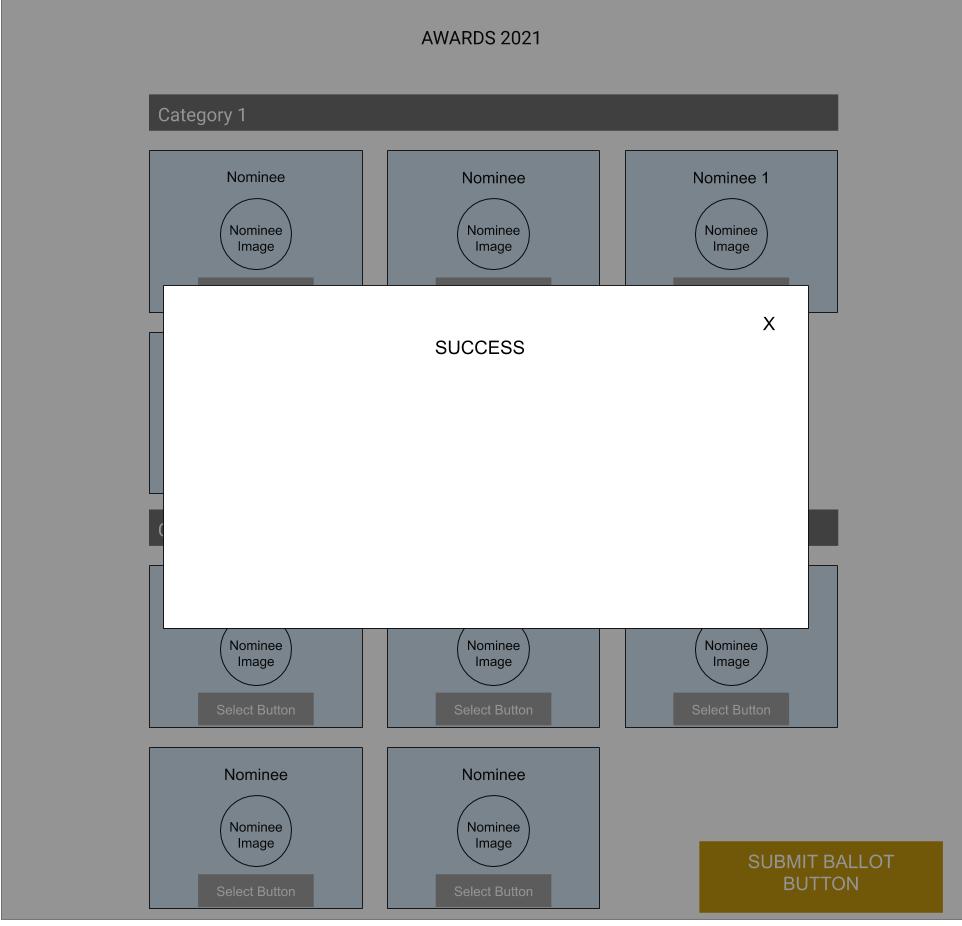 AWARDS 2021
Category 1
Nominee
Nominee
Image
Nominee
Nominee
Image
Nominee 1
Nominee
Image
X
SUCCESS
Nominee
Image
Select Button
Nominee
Image
Select Button
Nominee
Image
Select Button
Nominee
Nominee
Image
Select Button
Nominee
Nominee
Image
Select Button
SUBMIT BALLOT
BUTTON